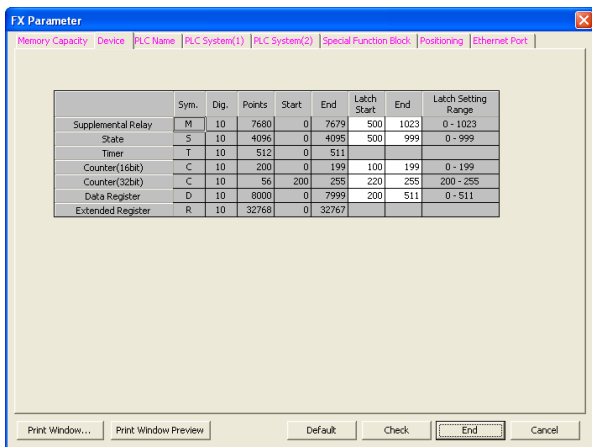 FX Parameter
Memory Capacity Device PLC Name PLC System(1) PLC System(2) Special Function Block Positioning Ethernet Port
Sym. Dig. Points Start End Latch Start End Latch Setting Range
Supplemental Relay M 10 7680 0 7679 500 1023 0 - 1023
State S 10 4096 0 4095 500 999 0 - 999
Timer T 10 512 0 511
Counter(16bit) C 10 200 0 199 100 199 0 - 199
Counter(32bit) C 10 56 200 255 220 255 200 - 255
Data Register D 10 8000 0 7999 200 511 0 - 511
Extended Register R 10 32768 0 32767
Print Window... Print Window Preview Default Check End Cancel